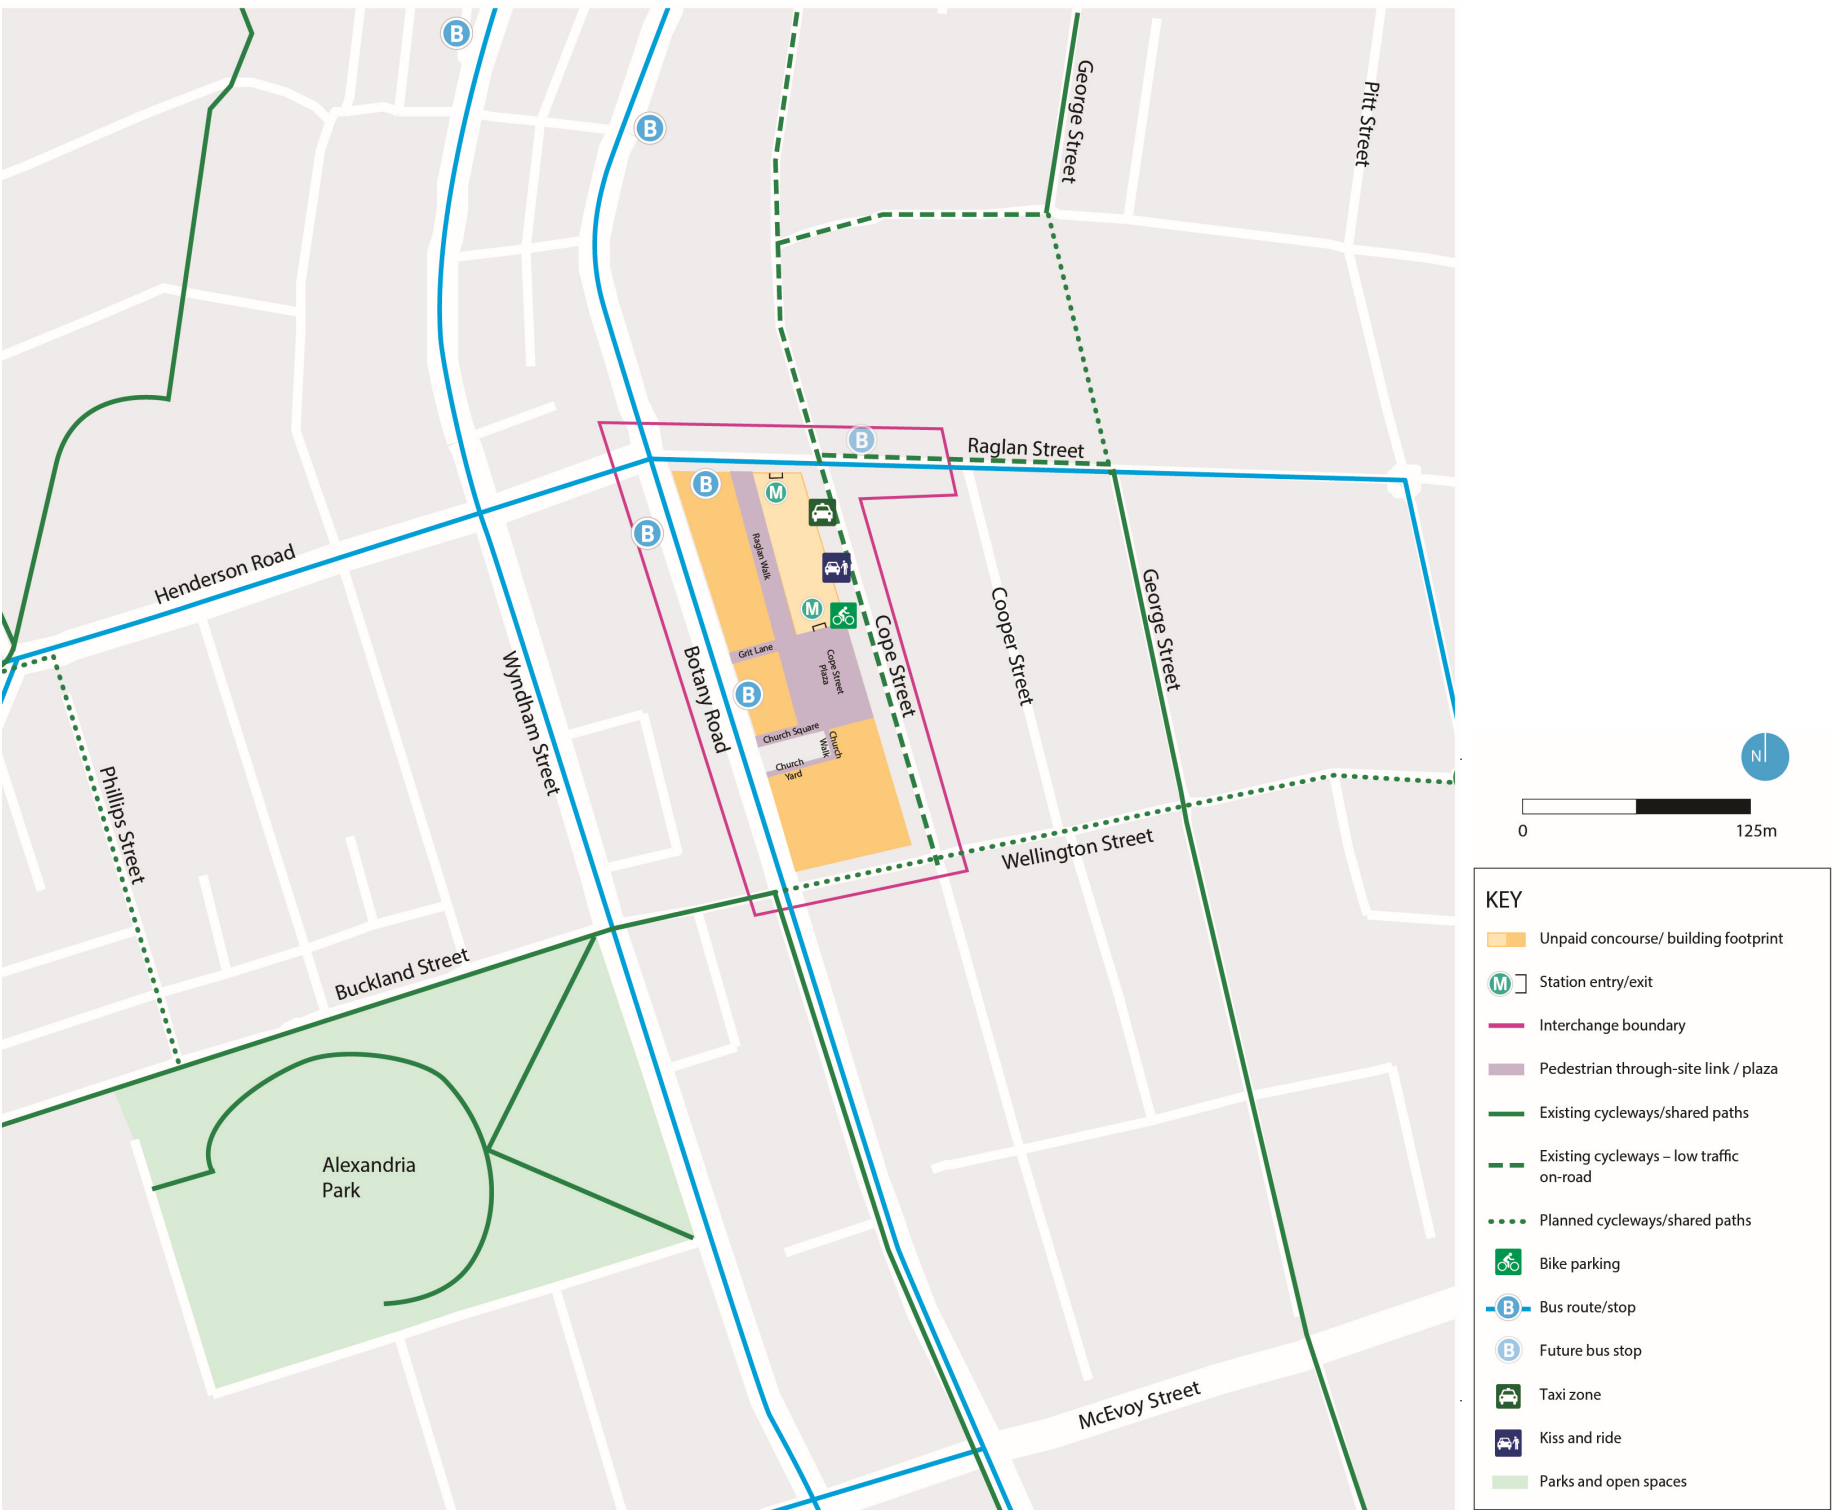 B
B
George Street
Pitt Street
B
Raglan Street
B
M
B
Raglan Walk
Henderson Road
M
Cope Street
Cooper Street
George Street
Grit Lane
Cope Street
Plaza
Wyndham Street
Botany Road
B
Church Square
Church
Walk
Church
Yard
Phillips Street
Wellington Street
Buckland Street
Alexandria
Park
McEvoy Street
N
0
125m
KEY
Unpaid concourse/ building footprint
M
Station entry/exit
Interchange boundary
Pedestrian through-site link / plaza
Existing cycleways/shared paths
Existing cycleways – low traffic
on-road
Planned cycleways/shared paths
Bike parking
B
Bus route/stop
B
Future bus stop
Taxi zone
Kiss and ride
Parks and open spaces